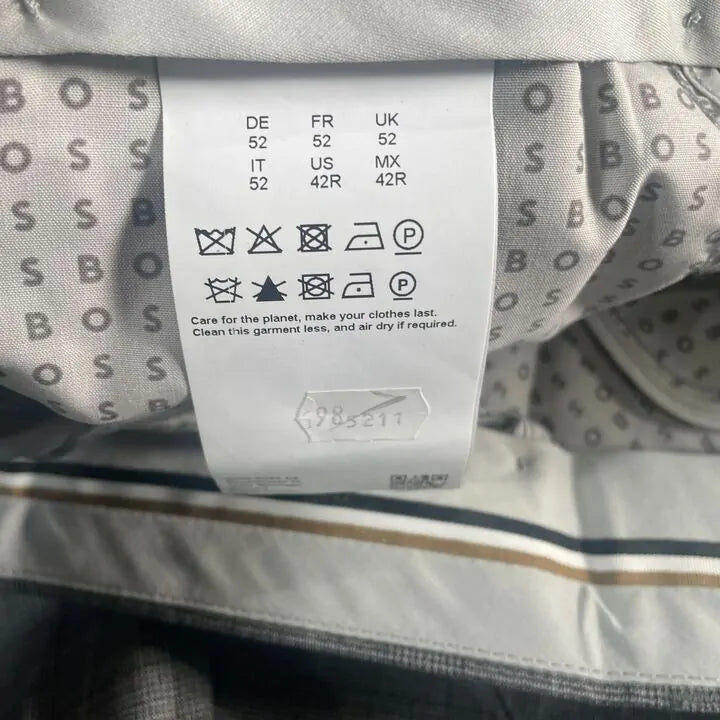 DE FR UK
52 52 52
IT US MX
52 42R 42R
P
P
Care for the planet, make your clothes last.
Clean this garment less, and air dry if required.
985211
B O S
O S S
S S B
S B O
B O S
O S S
S S B
O S B O
S S B O S
S B O S S
B O S S B